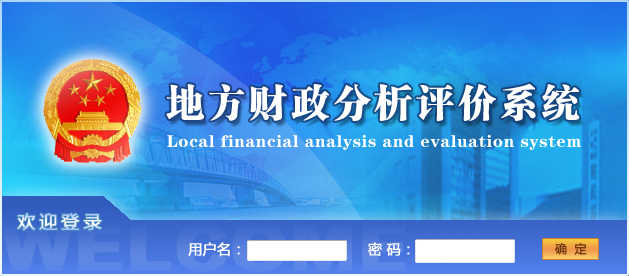 地方财政分析评价系统
Local financial analysis and evaluation system
欢迎登录
WELCOME
用户名： 密 码： 确 定